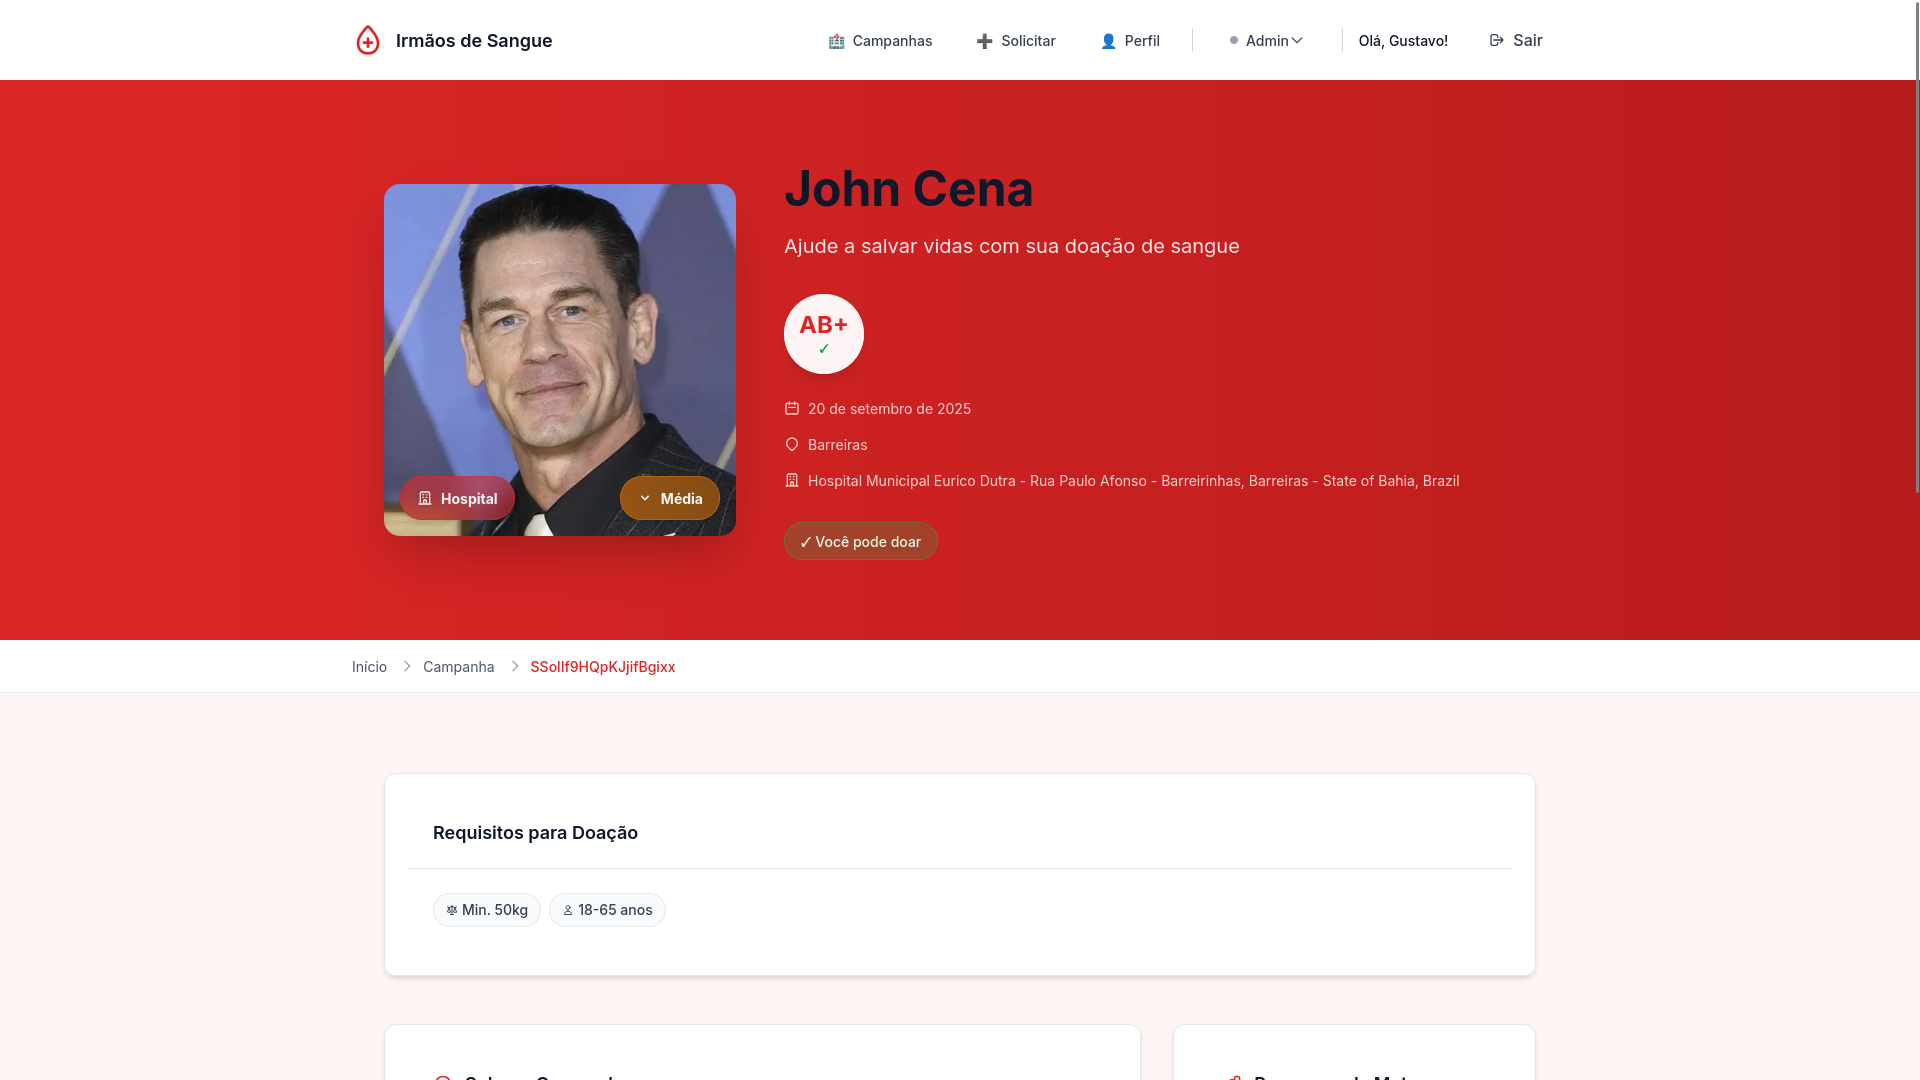 Irmãos de Sangue
Campanhas
Solicitar
Perfil
Admin
Olá, Gustavo!
Sair
John Cena
Ajude a salvar vidas com sua doação de sangue
AB+
✓
20 de setembro de 2025
Barreiras
Hospital Municipal Eurico Dutra - Rua Paulo Afonso - Barreirinhas, Barreiras - State of Bahia, Brazil
Hospital
Média
✓ Você pode doar
Início
Campanha
SSolIf9HQpKJjifBgixx
Requisitos para Doação
Min. 50kg
18-65 anos